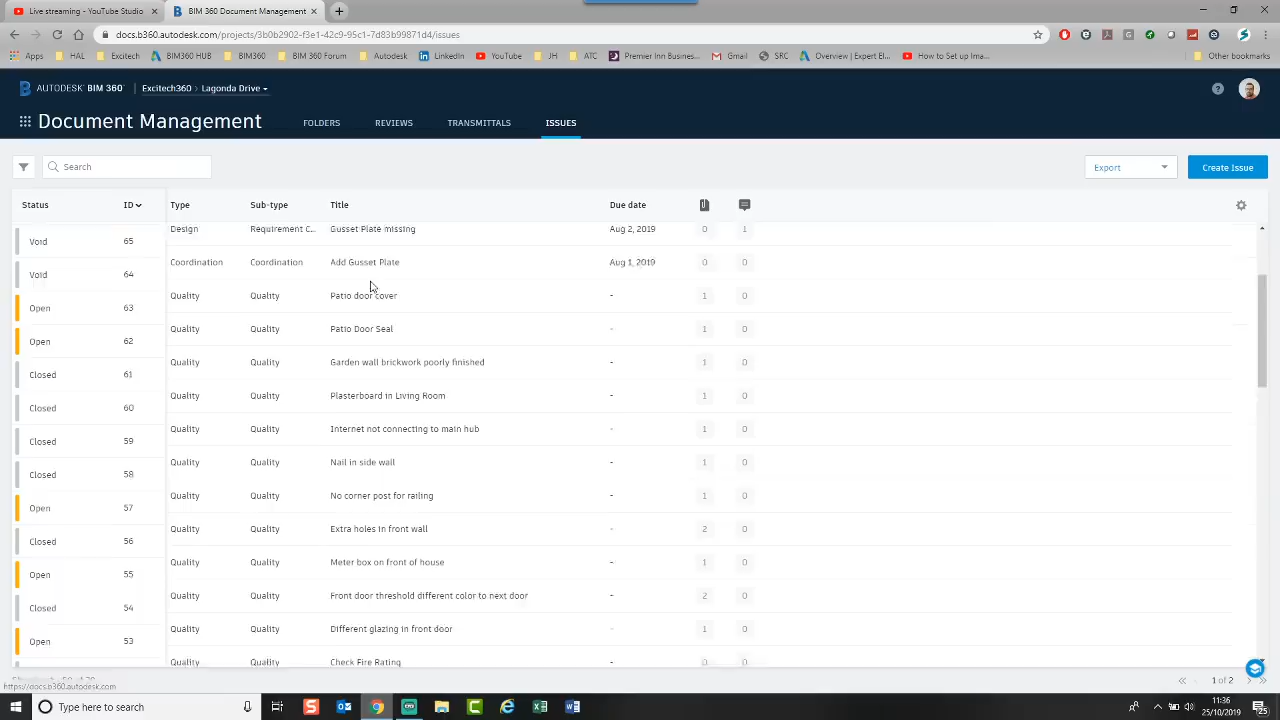 Live streaming - YouTube Studio
BIM 360 Document Management
docs.b360.autodesk.com/projects/3b0b2902-f3e1-42c9-95c1-7d83b99871d4/issues
Apps HAL Excitech BIM360 HUB BIM360 BIM 360 Forum Autodesk LinkedIn YouTube JH ATC Premier Inn Business... Gmail SRC Overview | Expert El... How to Set up Ima... Other bookmarks
AUTODESK® BIM 360° Excitech360 > Lagonda Drive
Document Management FOLDERS REVIEWS TRANSMITTALS ISSUES
Search Export Create Issue
Status ID Type Sub-type Title Due date
Design Requirement C... Gusset Plate missing Aug 2, 2019 0 1
Void 65
Coordination Coordination Add Gusset Plate Aug 1, 2019 0 0
Void 64
Quality Quality Patio door cover - 1 0
Open 63
Quality Quality Patio Door Seal - 1 0
Open 62
Quality Quality Garden wall brickwork poorly finished - 1 0
Closed 61
Quality Quality Plasterboard in Living Room - 1 0
Closed 60
Quality Quality Internet not connecting to main hub - 1 0
Closed 59
Quality Quality Nail in side wall - 1 0
Closed 58
Quality Quality No corner post for railing - 1 0
Open 57
Quality Quality Extra holes in front wall - 2 0
Closed 56
Quality Quality Meter box on front of house - 1 0
Open 55
Quality Quality Front door threshold different color to next door - 2 0
Closed 54
Quality Quality Different glazing in front door - 1 0
Open 53
Quality Quality Check Fire Rating - 0 0
1 of 2
https://docs.b360.autodesk.com
Type here to search
11:36
25/10/2019